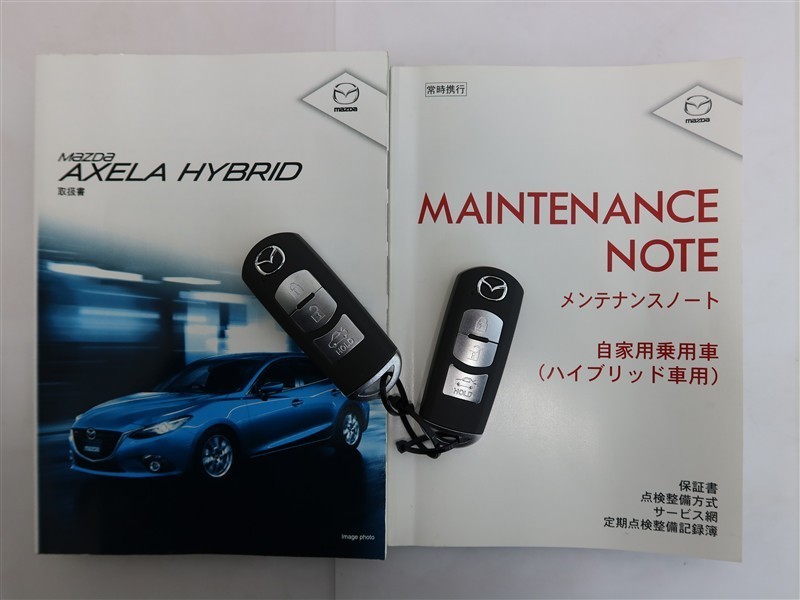 mazda
mazda
AXELA HYBRID
取扱書
HOLD
Image photo
常時携行
mazda
MAINTENANCE
NOTE
メンテナンスノート
自家用乗用車
(ハイブリッド車用)
HOLD
保証書
点検整備方式
サービス網
定期点検整備記録簿